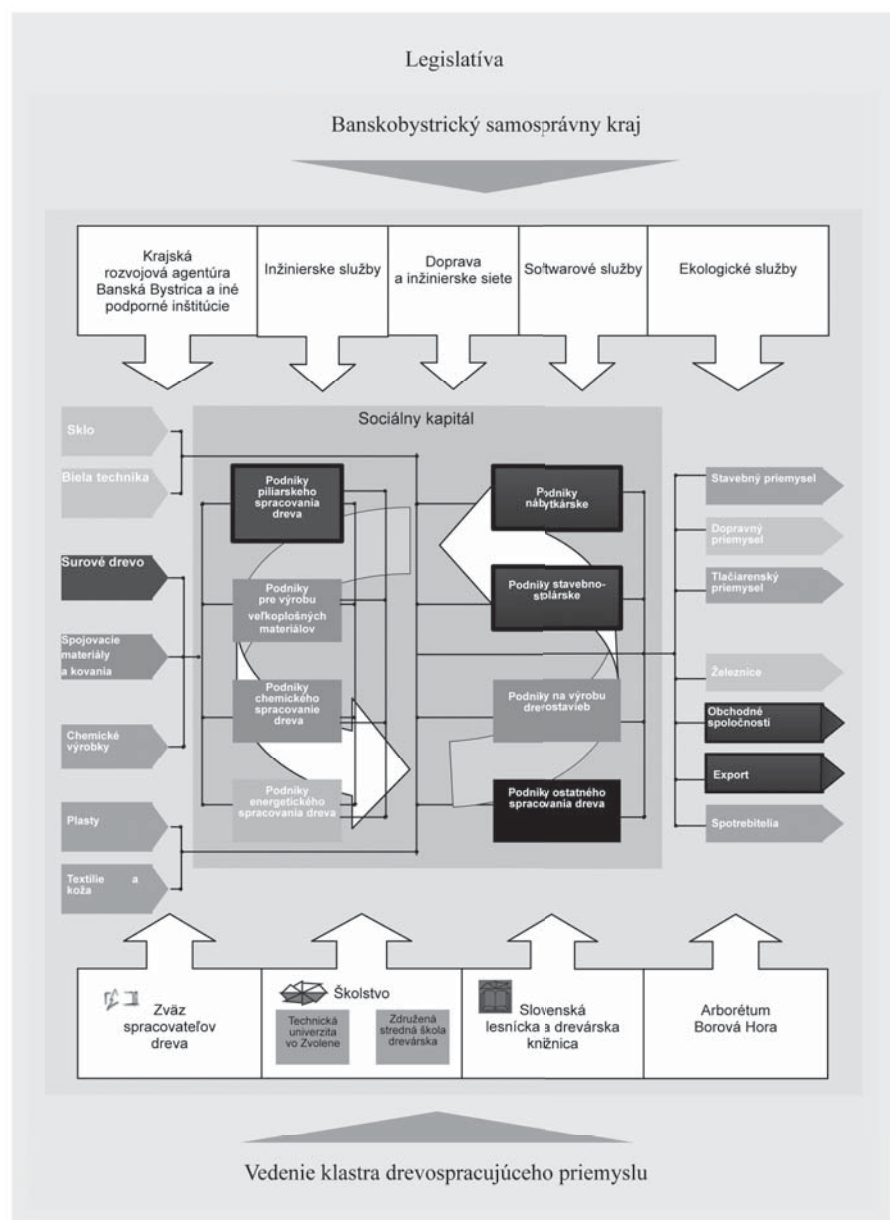 Legislatíva
Banskobystrický samosprávny kraj
Krajská
rozvojová agentúra
Banská Bystrica a iné
podporné inštitúcie
Inžinierske služby
Doprava
a inžinierske siete
Softwarové služby
Ekologické služby
Sociálny kapitál
Sklo
Biela technika
Surové drevo
Spojovacie
materiály
a kovania
Chemické
výrobky
Plasty
Textílie a
koža
Podniky
piliarskeho
spracovania
dreva
Podniky
pre výrobu
veľkoplošných
materiálov
Podniky
chemického
spracovanie
dreva
Podniky
energetického
spracovania dreva
Podniky
nábytkárske
Podniky stavebno-
stolárske
Podniky na výrobu
drevostavieb
Podniky ostatného
spracovania dreva
Stavebný priemysel
Dopravný
priemysel
Tlačiarenský
priemysel
Železnice
Obchodné
spoločnosti
Export
Spotrebitelia
Zväz
spracovateľov
dreva
Školstvo
Technická
univerzita
vo Zvolene
Združená
stredná škola
drevárska
Slovenská
lesnícka a drevárska
knižnica
Arborétum
Borová Hora
Vedenie klastra drevospracujúceho priemyslu